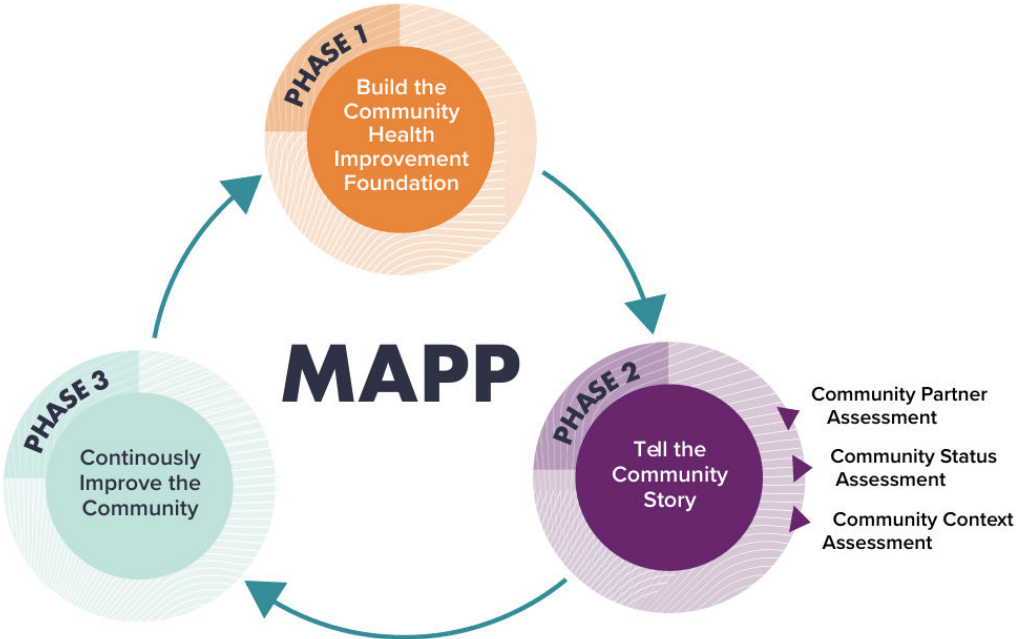 PHASE 1
Build the
Community
Health
Improvement
Foundation
MAPP
PHASE 2
Tell the
Community
Story
Community Partner
Assessment
Community Status
Assessment
Community Context
Assessment
PHASE 3
Continously
Improve the
Community